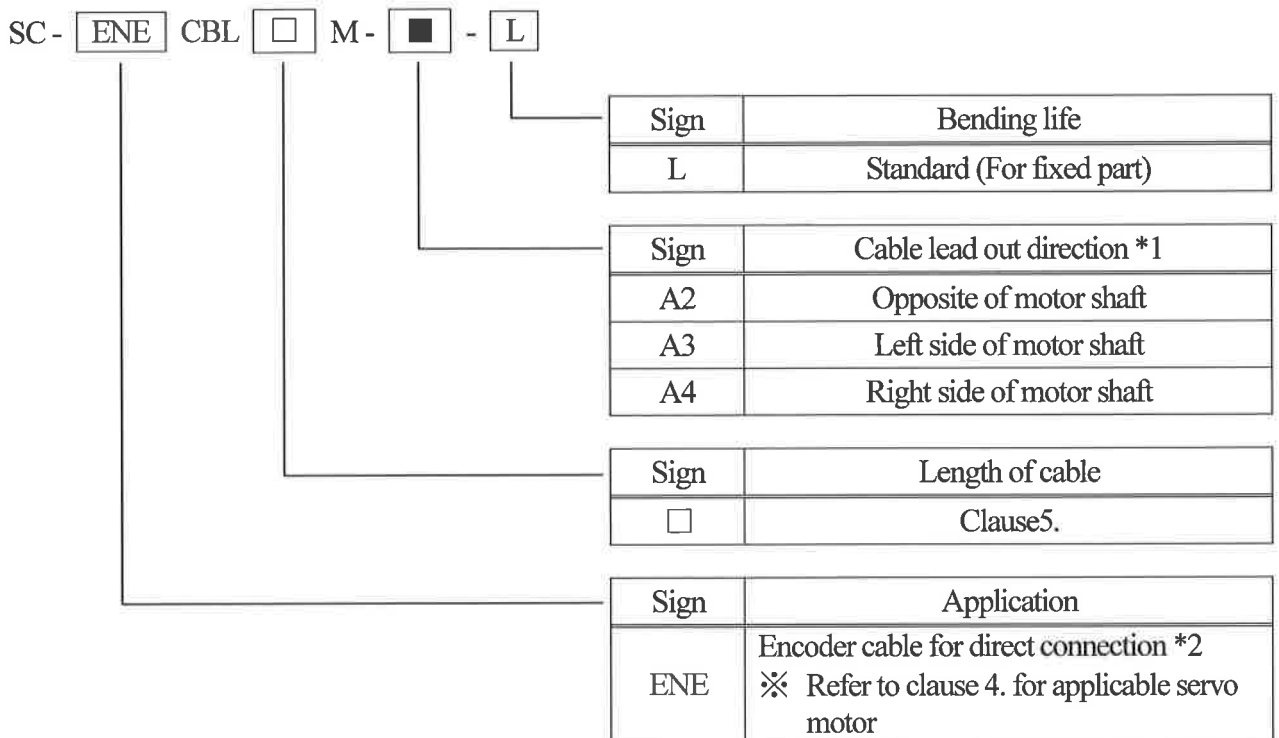 SC - ENE CBL □ M - ■ - L
Sign Bending life
L Standard (For fixed part)
Sign Cable lead out direction *1
A2 Opposite of motor shaft
A3 Left side of motor shaft
A4 Right side of motor shaft
Sign Length of cable
□ Clause5.
Sign Application
Encoder cable for direct connection *2
ENE ※ Refer to clause 4. for applicable servo
motor